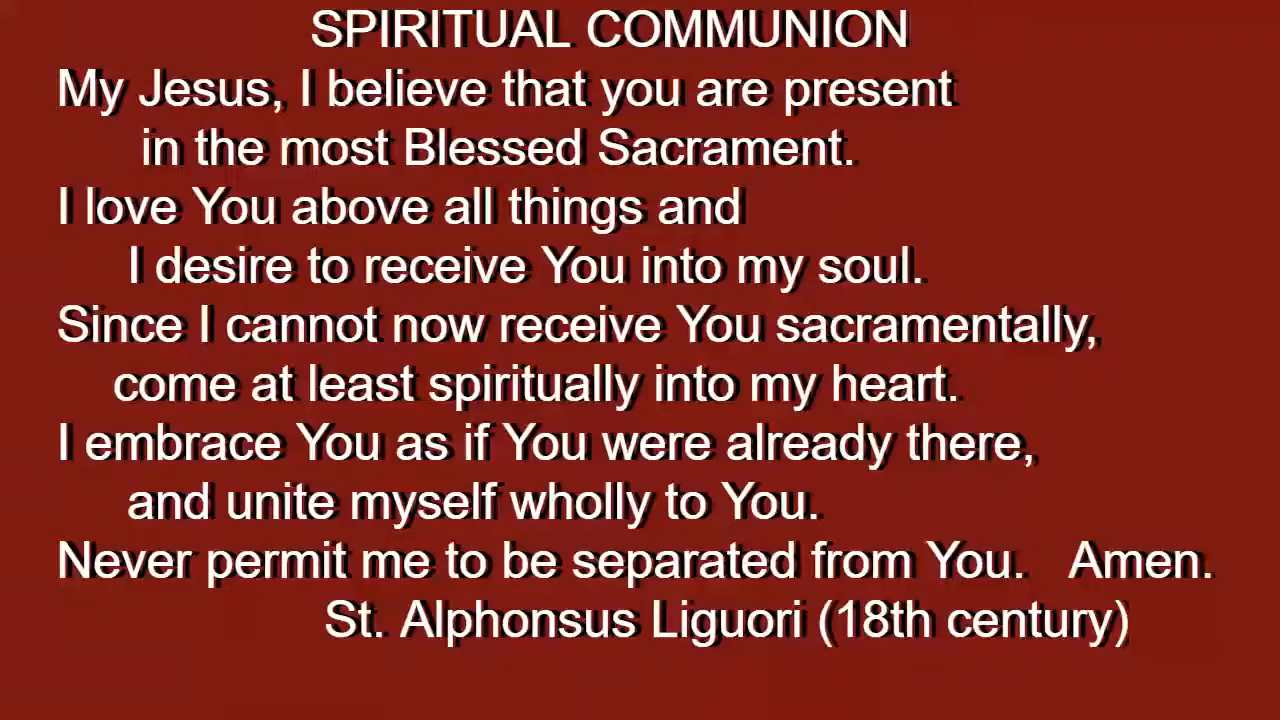 SPIRITUAL COMMUNION
My Jesus, I believe that you are present
in the most Blessed Sacrament.
I love You above all things and
I desire to receive You into my soul.
Since I cannot now receive You sacramentally,
come at least spiritually into my heart.
I embrace You as if You were already there,
and unite myself wholly to You.
Never permit me to be separated from You. Amen.
St. Alphonsus Liguori (18th century)